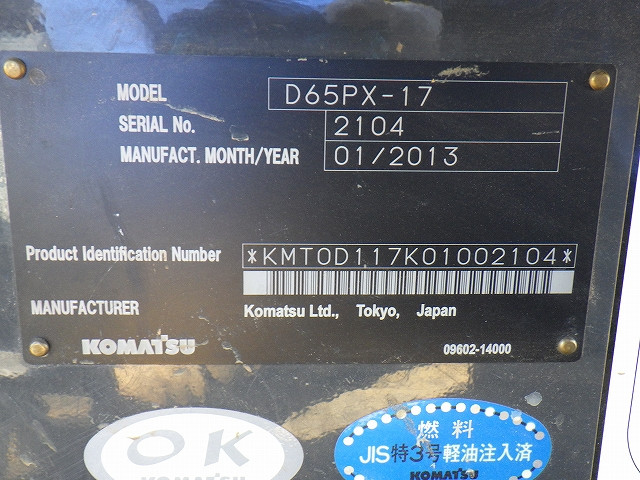 MODEL D65PX-17
SERIAL No. 2104
MANUFACT. MONTH/YEAR 01/2013
Product Identification Number *KMT0D117K01002104*
MANUFACTURER Komatsu Ltd., Tokyo, Japan
KOMATSU 09602-14000
OK
KOMATSU
燃料
JIS特3号軽油注入済
KOMATSU